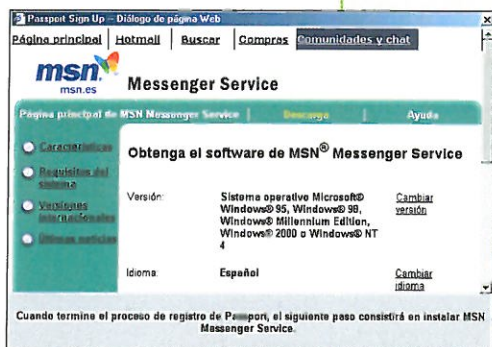 Passport Sign Up -- Diálogo de página Web
Página principal Hotmail Buscar Compras Comunidades y chat
msn
msn.es
Messenger Service
Página principal de MSN Messenger Service | Descarga | Ayuda
Características
Requisitos del
sistema
Versiones
internacionales
Últimas noticias
Obtenga el software de MSN® Messenger Service
Versión: Sistema operativo Microsoft® Cambiar
Windows® 95, Windows® 98, versión
Windows® Millennium Edition,
Windows® 2000 o Windows® NT
4
Idioma: Español Cambiar
idioma
Cuando termine el proceso de registro de Passport, el siguiente paso consistirá en instalar MSN
Messenger Service.